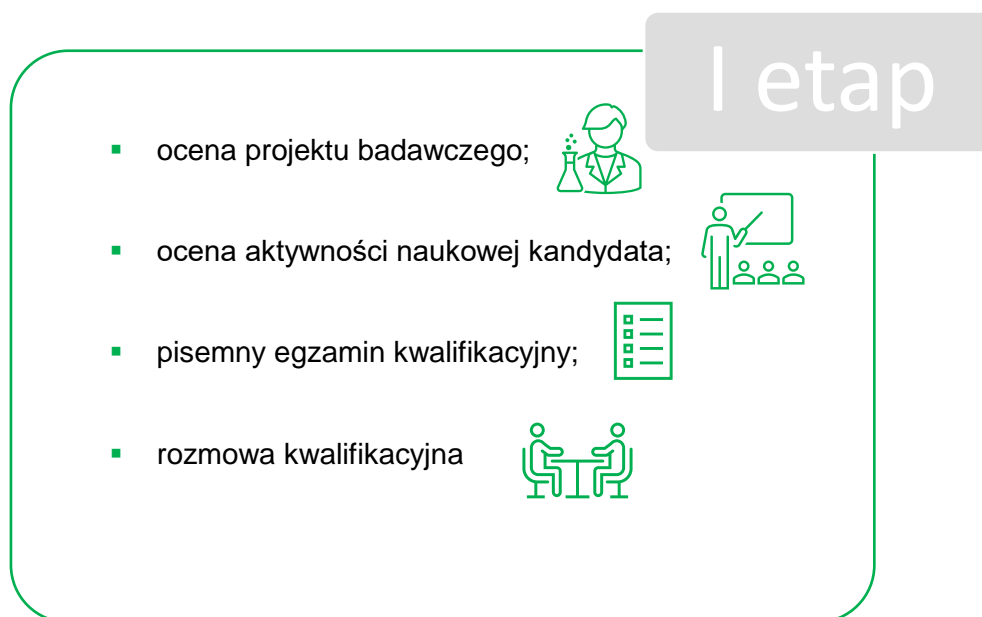 I etap
▪ ocena projektu badawczego;
▪ ocena aktywności naukowej kandydata;
▪ pisemny egzamin kwalifikacyjny;
▪ rozmowa kwalifikacyjna